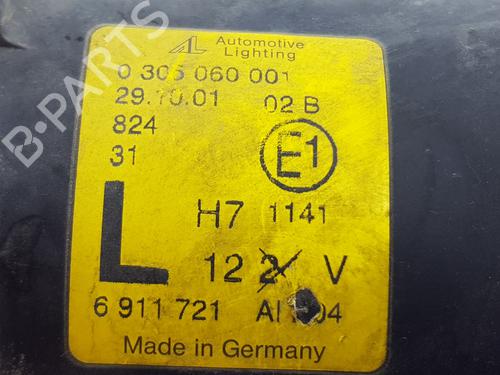 AL Automotive
Lighting
0 305 060 001
29.10.01 02 B
824
31
E1
L
H7 1141
12 V
6 911 721
Made in Germany
B-PARTS